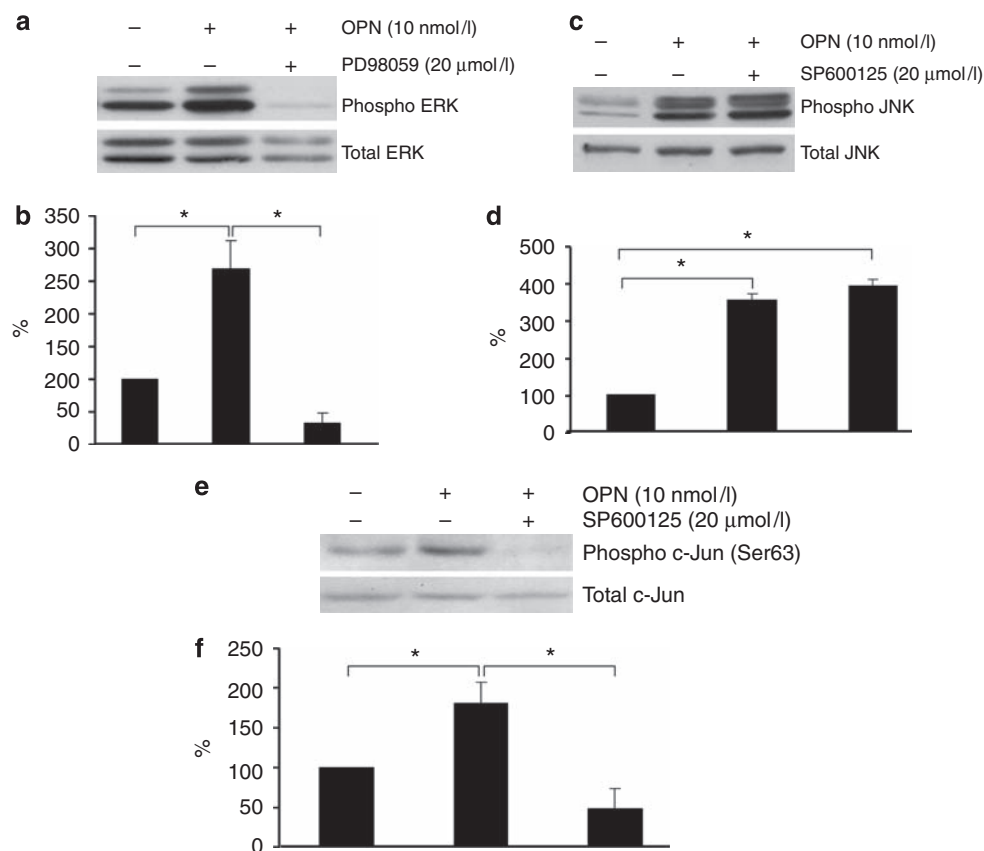 a
– + + OPN (10 nmol/l)
– – + PD98059 (20 μmol/l)
Phospho ERK
Total ERK
c
– + + OPN (10 nmol/l)
– – + SP600125 (20 μmol/l)
Phospho JNK
Total JNK
b
350
300
250
200
150
200
50
0
%
* *
d
500
400
300
200
100
0
%
*
*
e
– + + OPN (10 nmol/l)
– – + SP600125 (20 μmol/l)
Phospho c-Jun (Ser63)
Total c-Jun
f
250
200
150
100
50
0
%
* *